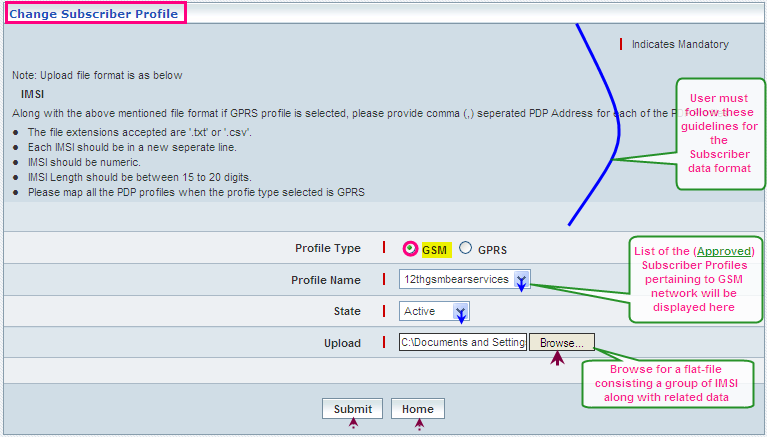 Change Subscriber Profile
Indicates Mandatory
Note: Upload file format is as below
IMSI
Along with the above mentioned file format if GPRS profile is selected, please provide comma (,) seperated PDP Address for each of the P
● The file extensions accepted are '.txt' or '.csv'.
● Each IMSI should be in a new seperate line.
● IMSI should be numeric.
● IMSI Length should be between 15 to 20 digits.
● Please map all the PDP profiles when the profie type selected is GPRS
User must
follow these
guidelines for
the
Subscriber
data format
Profile Type GSM GPRS
Profile Name 12thgsmbearservices
State Active
Upload C:\Documents and Setting Browse...
List of the (Approved)
Subscriber Profiles
pertaining to GSM
network will be
displayed here
Browse for a flat-file
consisting a group of IMSI
along with related data
Submit Home